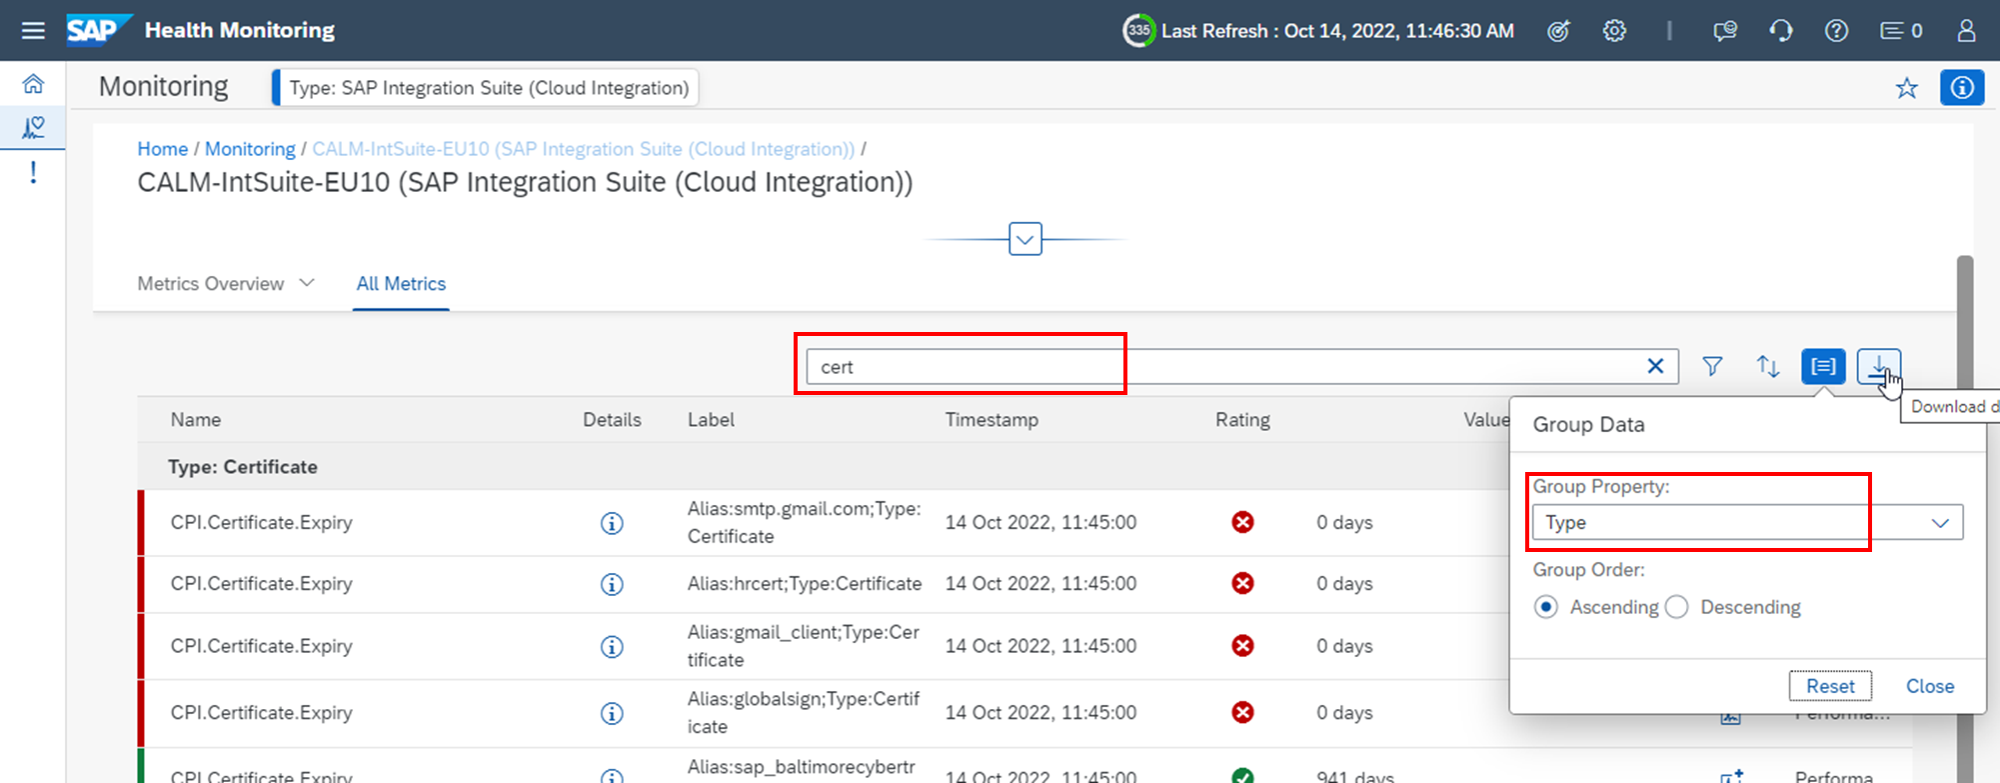 SAP Health Monitoring
335 Last Refresh : Oct 14, 2022, 11:46:30 AM
0
Monitoring
Type: SAP Integration Suite (Cloud Integration)
Home / Monitoring / CALM-IntSuite-EU10 (SAP Integration Suite (Cloud Integration)) /
CALM-IntSuite-EU10 (SAP Integration Suite (Cloud Integration))
Metrics Overview
All Metrics
cert
Download d
Name Details Label Timestamp Rating Value
Type: Certificate
CPI.Certificate.Expiry
Alias:smtp.gmail.com;Type:
Certificate
14 Oct 2022, 11:45:00
0 days
CPI.Certificate.Expiry
Alias:hrcert;Type:Certificate
14 Oct 2022, 11:45:00
0 days
CPI.Certificate.Expiry
Alias:gmail_client;Type:Cer
tificate
14 Oct 2022, 11:45:00
0 days
CPI.Certificate.Expiry
Alias:globalsign;Type:Certif
icate
14 Oct 2022, 11:45:00
0 days
Performa...
CPI.Certificate.Expiry
Alias:sap_baltimorecybertr
14 Oct 2022, 11:45:00
941 days
Performa
Group Data
Group Property:
Type
Group Order:
Ascending
Descending
Reset
Close